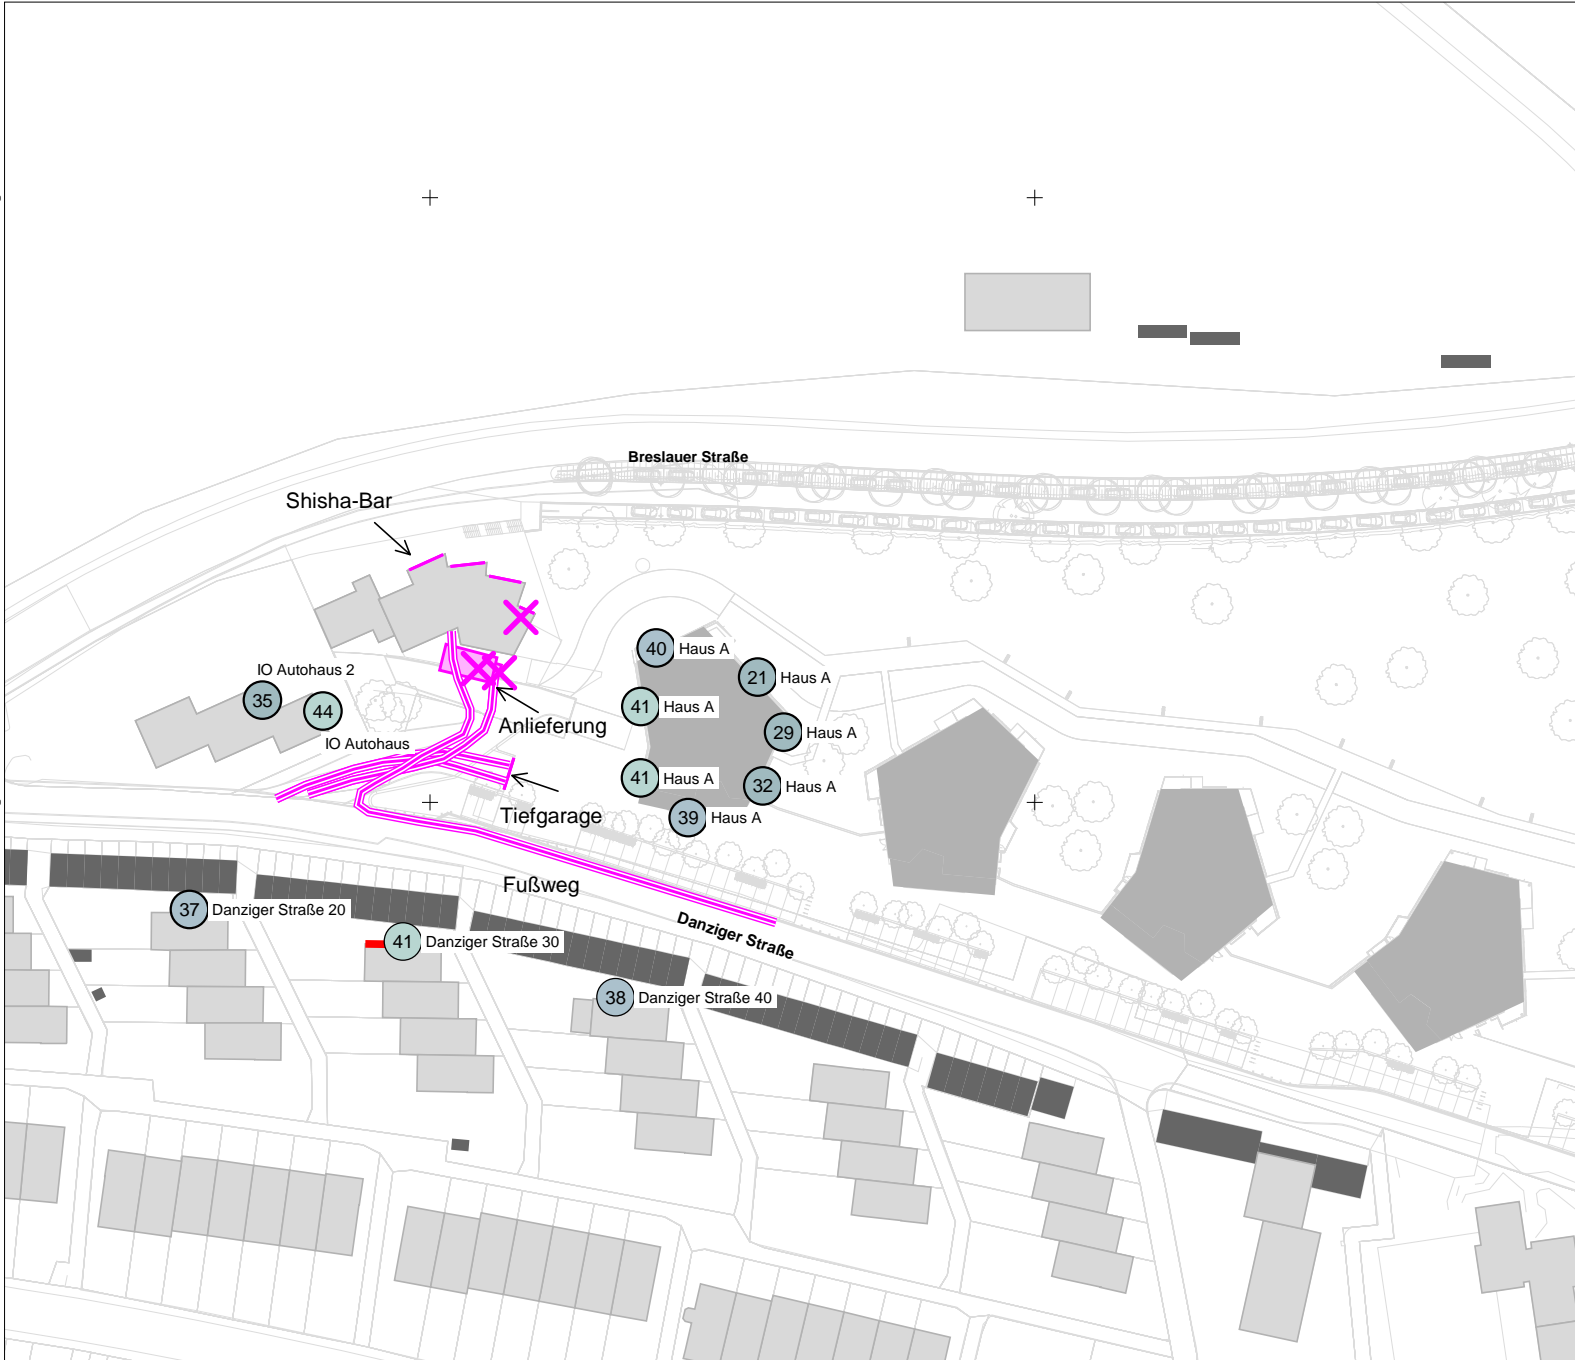 Breslauer Straße
Shisha-Bar
40 Haus A
IO Autohaus 2
21 Haus A
35
44
41 Haus A
Anlieferung
29 Haus A
IO Autohaus
41 Haus A
32 Haus A
Tiefgarage
39 Haus A
Fußweg
37 Danziger Straße 20
Danziger Straße
41 Danziger Straße 30
38 Danziger Straße 40